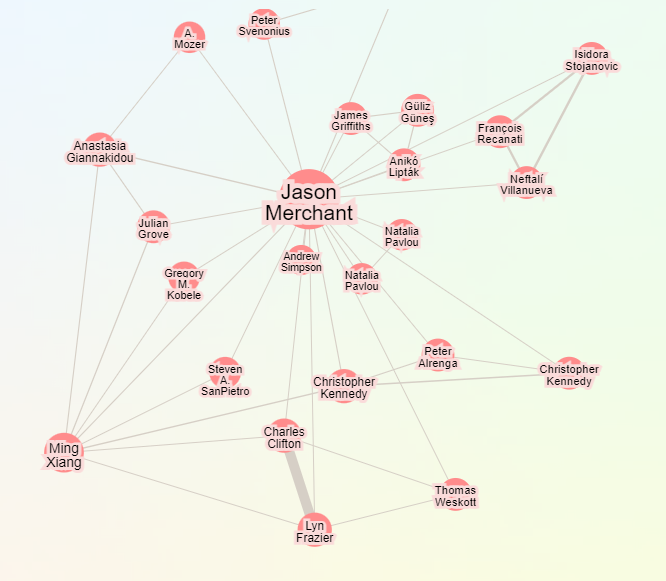 Peter
Svenonius
A.
Mozer
Isidora
Stojanovic
Güliz
Güneş
James
Griffiths
François
Recanati
Anastasia
Giannakidou
Anikó
Lipták
Neftalí
Villanueva
Jason
Merchant
Julian
Grove
Natalia
Pavlou
Andrew
Simpson
Gregory
M.
Kobele
Natalia
Pavlou
Peter
Alrenga
Steven
A.
SanPietro
Christopher
Kennedy
Christopher
Kennedy
Charles
Clifton
Ming
Xiang
Thomas
Weskott
Lyn
Frazier